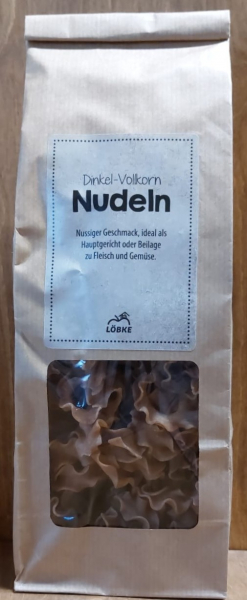 Dinkel-Vollkorn
Nudeln
Nussiger Geschmack, ideal als
Hauptgericht oder Beilage
zu Fleisch und Gemüse.
LÖBKE